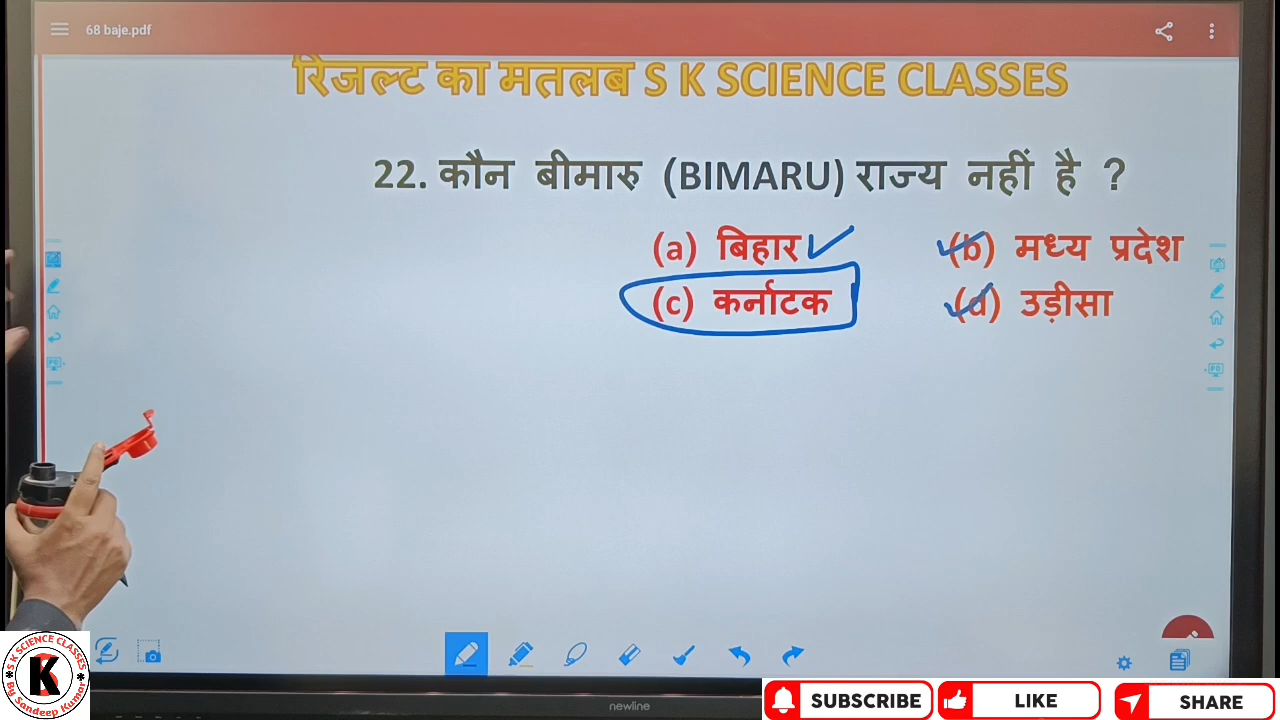 68 baje.pdf
रिजल्ट का मतलब S K SCIENCE CLASSES
22. कौन बीमारु (BIMARU) राज्य नहीं है ?
(a) बिहार (b) मध्य प्रदेश
(c) कर्नाटक (d) उड़ीसा
S K SCIENCE CLASSES
K
By Sandeep Kumar
newline
SUBSCRIBE LIKE SHARE